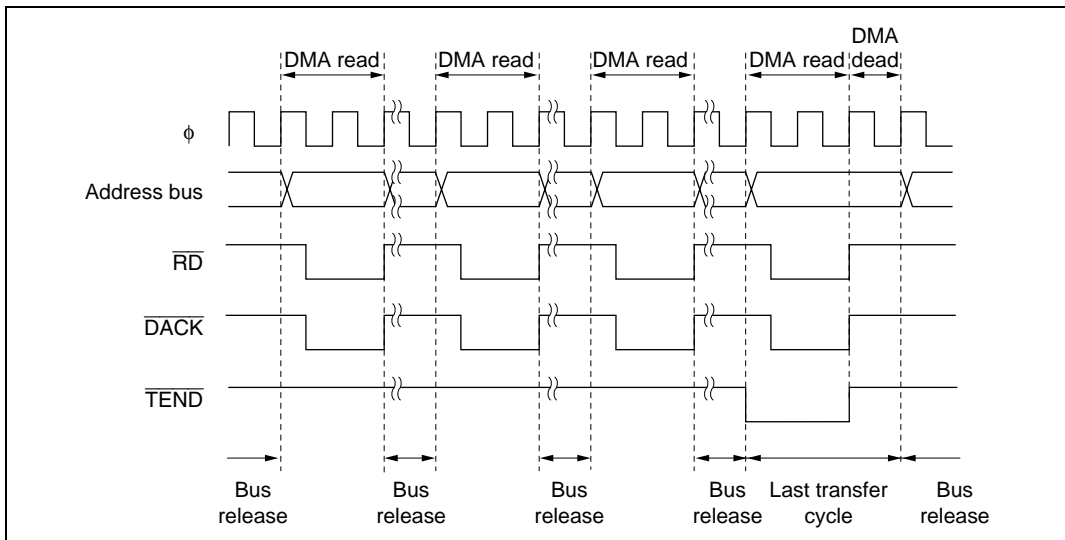 DMA
DMA read DMA read DMA read DMA read dead
φ
Address bus
RD
DACK
TEND
Bus Bus Bus Bus Last transfer Bus
release release release release cycle release